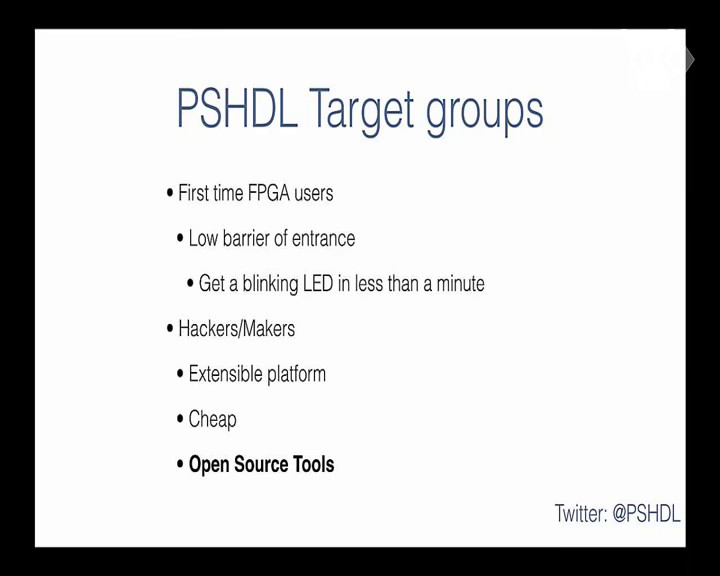 PSHDL Target groups
• First time FPGA users
• Low barrier of entrance
• Get a blinking LED in less than a minute
• Hackers/Makers
• Extensible platform
• Cheap
• Open Source Tools
Twitter: @PSHDL